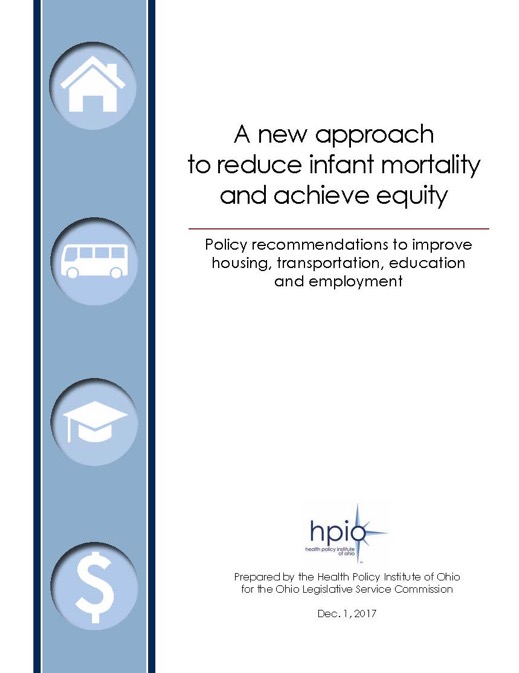 A new approach
to reduce infant mortality
and achieve equity
Policy recommendations to improve
housing, transportation, education
and employment
hpio
health policy institute
of ohio
Prepared by the Health Policy Institute of Ohio
for the Ohio Legislative Service Commission
Dec. 1, 2017
$